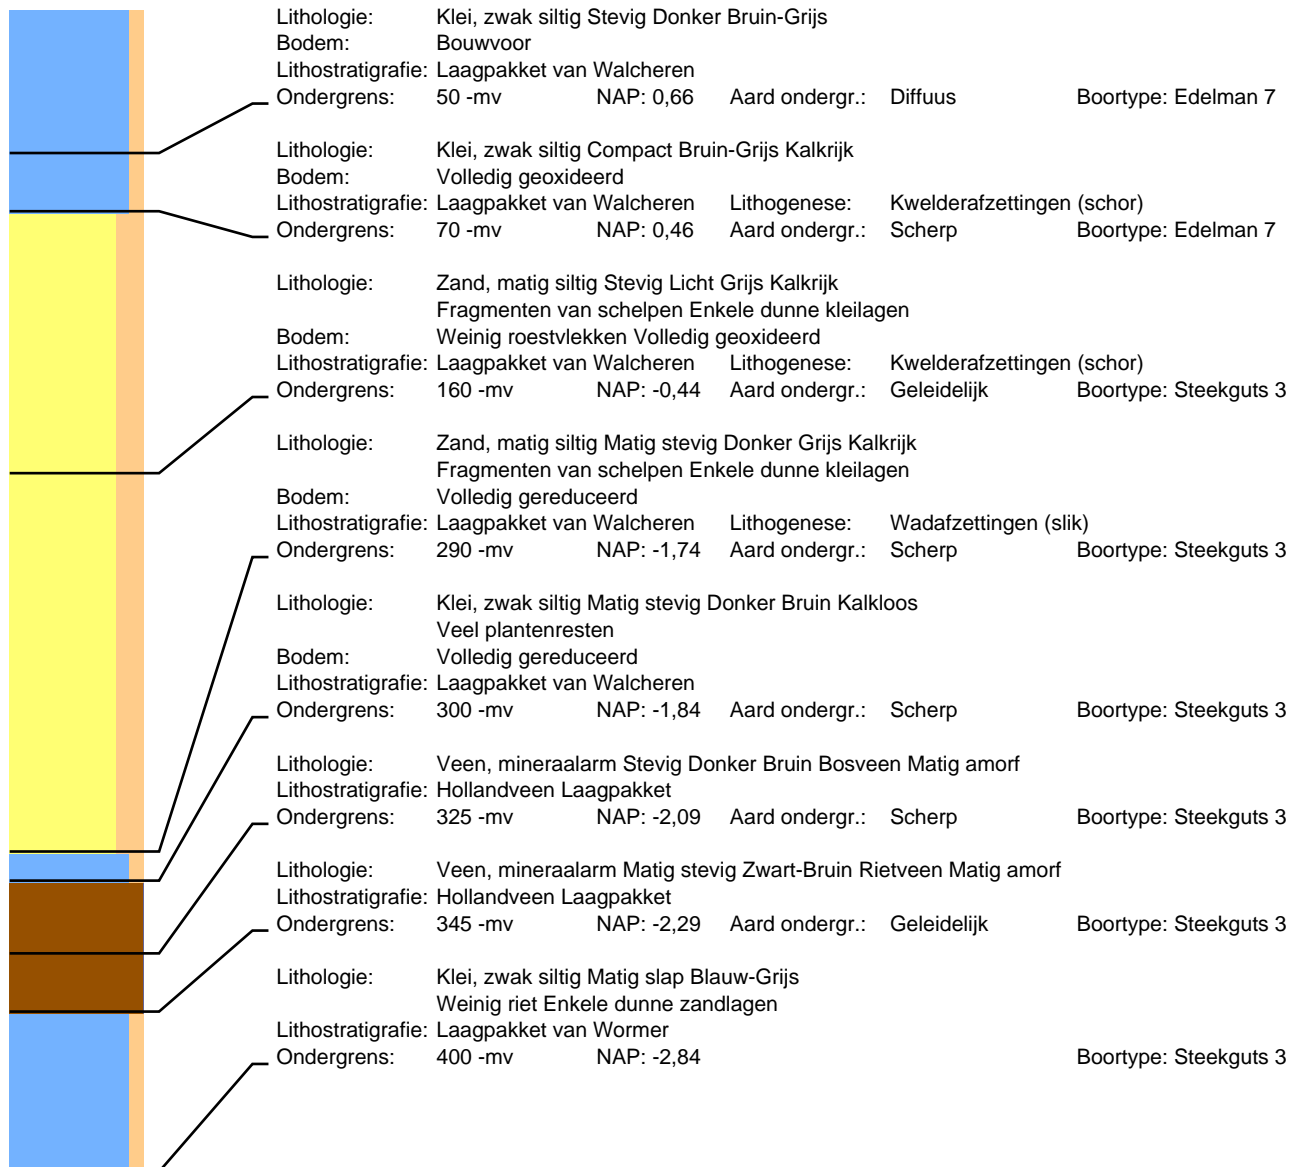 Lithologie: Klei, zwak siltig Stevig Donker Bruin-Grijs
Bodem: Bouwvoor
Lithostratigrafie: Laagpakket van Walcheren
Ondergrens: 50 -mv NAP: 0,66 Aard ondergr.: Diffuus Boortype: Edelman 7
Lithologie: Klei, zwak siltig Compact Bruin-Grijs Kalkrijk
Bodem: Volledig geoxideerd
Lithostratigrafie: Laagpakket van Walcheren Lithogenese: Kwelderafzettingen (schor)
Ondergrens: 70 -mv NAP: 0,46 Aard ondergr.: Scherp Boortype: Edelman 7
Lithologie: Zand, matig siltig Stevig Licht Grijs Kalkrijk
Fragmenten van schelpen Enkele dunne kleilagen
Bodem: Weinig roestvlekken Volledig geoxideerd
Lithostratigrafie: Laagpakket van Walcheren Lithogenese: Kwelderafzettingen (schor)
Ondergrens: 160 -mv NAP: -0,44 Aard ondergr.: Geleidelijk Boortype: Steekguts 3
Lithologie: Zand, matig siltig Matig stevig Donker Grijs Kalkrijk
Fragmenten van schelpen Enkele dunne kleilagen
Bodem: Volledig gereduceerd
Lithostratigrafie: Laagpakket van Walcheren Lithogenese: Wadafzettingen (slik)
Ondergrens: 290 -mv NAP: -1,74 Aard ondergr.: Scherp Boortype: Steekguts 3
Lithologie: Klei, zwak siltig Matig stevig Donker Bruin Kalkloos
Veel plantenresten
Bodem: Volledig gereduceerd
Lithostratigrafie: Laagpakket van Walcheren
Ondergrens: 300 -mv NAP: -1,84 Aard ondergr.: Scherp Boortype: Steekguts 3
Lithologie: Veen, mineraalarm Stevig Donker Bruin Bosveen Matig amorf
Lithostratigrafie: Hollandveen Laagpakket
Ondergrens: 325 -mv NAP: -2,09 Aard ondergr.: Scherp Boortype: Steekguts 3
Lithologie: Veen, mineraalarm Matig stevig Zwart-Bruin Rietveen Matig amorf
Lithostratigrafie: Hollandveen Laagpakket
Ondergrens: 345 -mv NAP: -2,29 Aard ondergr.: Geleidelijk Boortype: Steekguts 3
Lithologie: Klei, zwak siltig Matig slap Blauw-Grijs
Weinig riet Enkele dunne zandlagen
Lithostratigrafie: Laagpakket van Wormer
Ondergrens: 400 -mv NAP: -2,84 Boortype: Steekguts 3